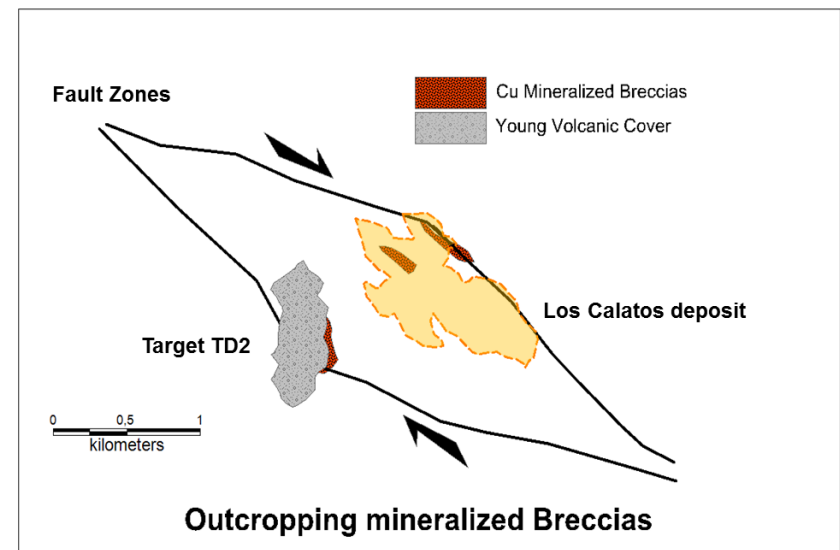 Fault Zones
Cu Mineralized Breccias
Young Volcanic Cover
Los Calatos deposit
Target TD2
0 0,5 1
kilometers
Outcropping mineralized Breccias